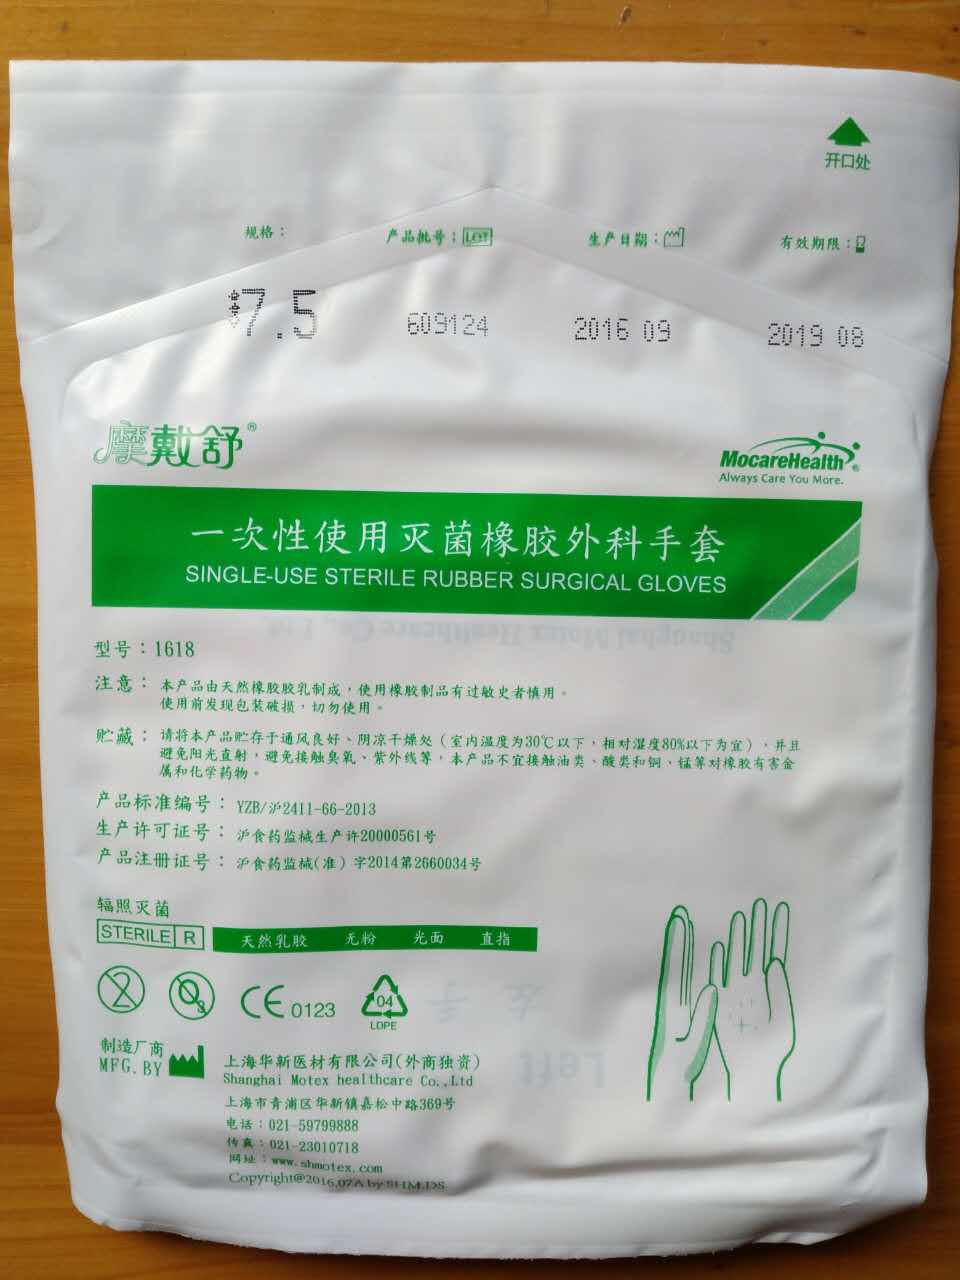 开口处
规格：
产品批号：LOT
生产日期：
有效期限：
7.5
609124
2016 09
2019 08
摩戴舒®
MocareHealth®
Always Care You More.
一次性使用灭菌橡胶外科手套
SINGLE-USE STERILE RUBBER SURGICAL GLOVES
型号：1618
注意：本产品由天然橡胶胶乳制成，使用橡胶制品有过敏史者慎用。
使用前发现包装破损，切勿使用。
贮藏：请将本产品贮存于通风良好、阴凉干燥处（室内温度为30℃以下，相对湿度80%以下为宜），并且
避免阳光直射，避免接触臭氧、紫外线等，本产品不宜接触油类、酸类和铜、锰等对橡胶有害金
属和化学药物。
产品标准编号：YZB/沪2411-66-2013
生产许可证号：沪食药监械生产许20000561号
产品注册证号：沪食药监械(准)字2014第2660034号
辐照灭菌
STERILE R
天然乳胶 无粉 光面 直指
2
O3
CE 0123
04
LDPE
制造厂商
MFG.BY
上海华新医材有限公司(外商独资)
Shanghai Motex healthcare Co.,Ltd
上海市青浦区华新镇嘉松中路369号
电话：021-59799888
传真：021-23010718
网址：www.shmotex.com
Copyright@2016.07A by SHM.DS.